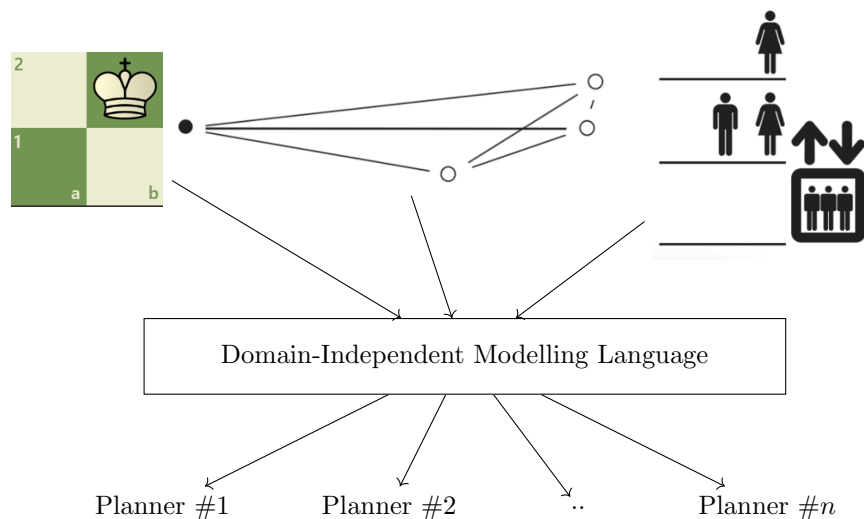 2
1
a
b
Domain-Independent Modelling Language
Planner #1
Planner #2
..
Planner #n